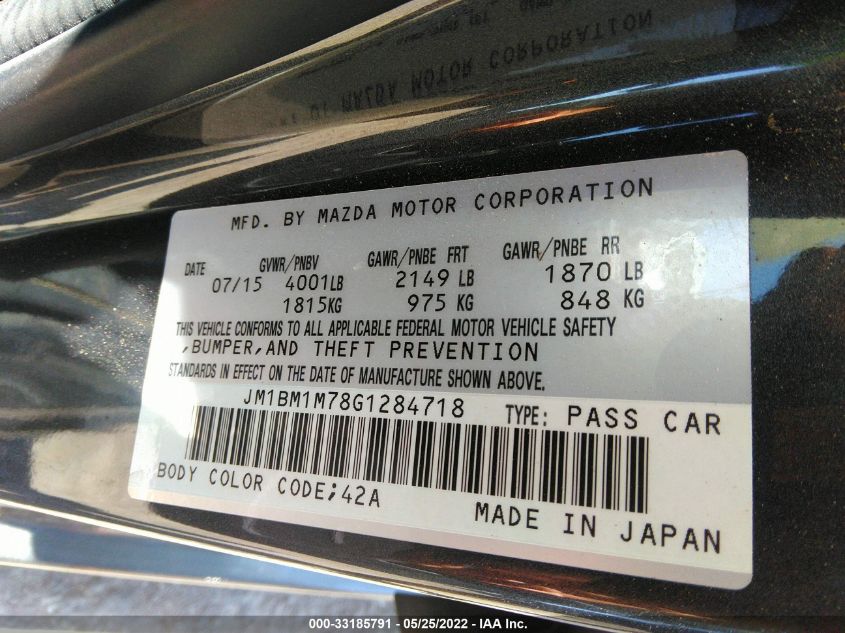 MFD. BY MAZDA MOTOR CORPORATION
DATE GVWR/PNBV GAWR/PNBE FRT GAWR/PNBE RR
07/15 4001LB 2149 LB 1870 LB
1815KG 975 KG 848 KG
THIS VEHICLE CONFORMS TO ALL APPLICABLE FEDERAL MOTOR VEHICLE SAFETY
,BUMPER,AND THEFT PREVENTION
STANDARDS IN EFFECT ON THE DATE OF MANUFACTURE SHOWN ABOVE.
JM1BM1M78G1284718 TYPE: PASS CAR
BODY COLOR CODE;42A
MADE IN JAPAN
000-33185791 - 05/25/2022 - IAA Inc.